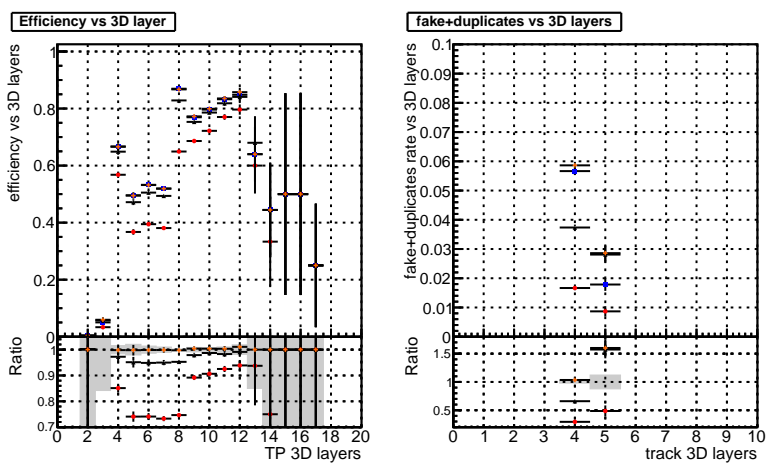 Efficiency vs 3D layer
efficiency vs 3D layers
1
0.8
0.6
0.4
0.2
0
Ratio
1
0.9
0.8
0.7
0 2 4 6 8 10 12 14 16 18 20
TP 3D layers
fake+duplicates vs 3D layers
fake+duplicates rate vs 3D layers
0.1
0.09
0.08
0.07
0.06
0.05
0.04
0.03
0.02
0.01
0
Ratio
1.5
1
0.5
0 1 2 3 4 5 6 7 8 9 10
track 3D layers